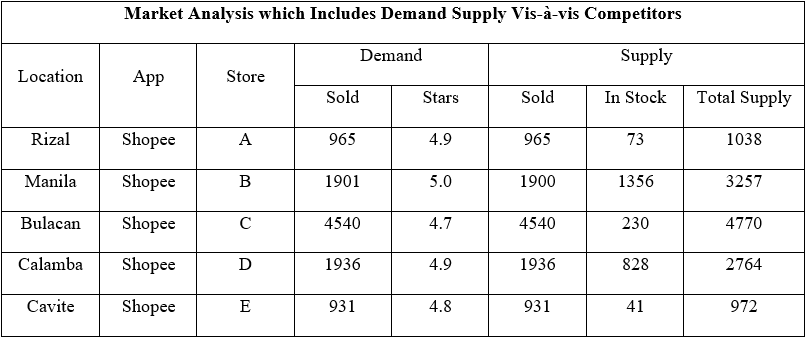 Market Analysis which Includes Demand Supply Vis-à-vis Competitors
Location App Store Demand Supply
Sold Stars Sold In Stock Total Supply
Rizal Shopee A 965 4.9 965 73 1038
Manila Shopee B 1901 5.0 1900 1356 3257
Bulacan Shopee C 4540 4.7 4540 230 4770
Calamba Shopee D 1936 4.9 1936 828 2764
Cavite Shopee E 931 4.8 931 41 972